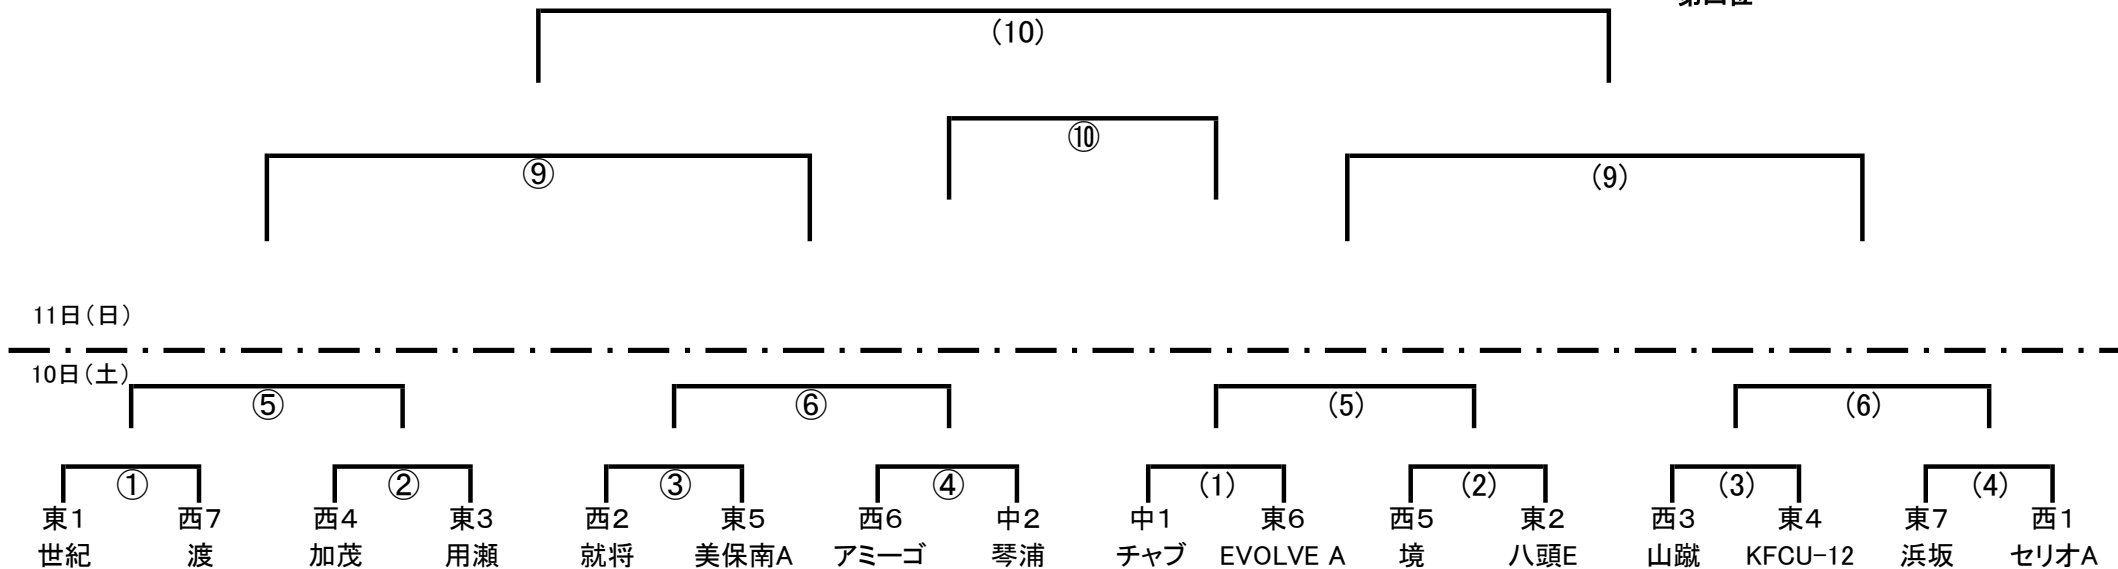 (10)
⑩
⑨ (9)
11日（日）
10日（土）
⑤ ⑥ (5) (6)
① ② ③ ④ (1) (2) (3) (4)
東1 西7 西4 東3 西2 東5 西6 中2 中1 東6 西5 東2 西3 東4 東7 西1
世紀 渡 加茂 用瀬 就将 美保南A アミーゴ 琴浦 チャブ EVOLVE A 境 八頭E 山蹴 KFCU-12 浜坂 セリオA